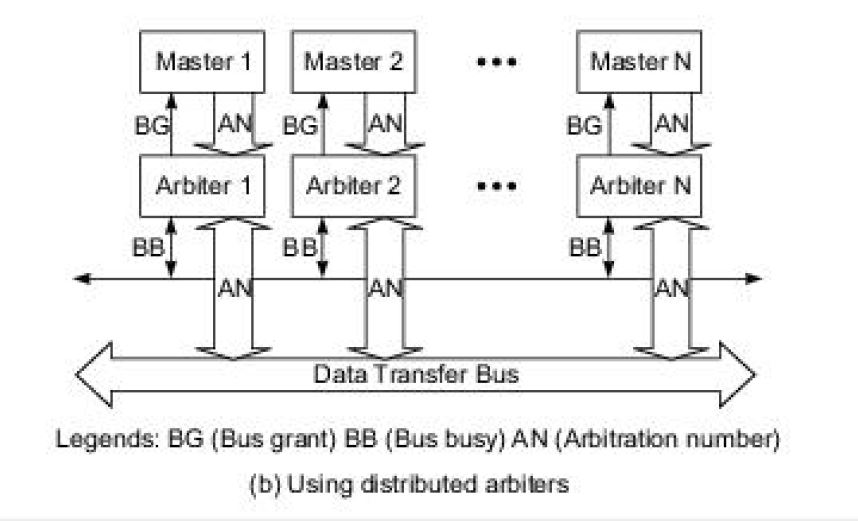 Master 1 Master 2 ••• Master N
BG AN BG AN BG AN
Arbiter 1 Arbiter 2 ••• Arbiter N
BB BB BB
AN AN AN
Data Transfer Bus
Legends: BG (Bus grant) BB (Bus busy) AN (Arbitration number)
(b) Using distributed arbiters